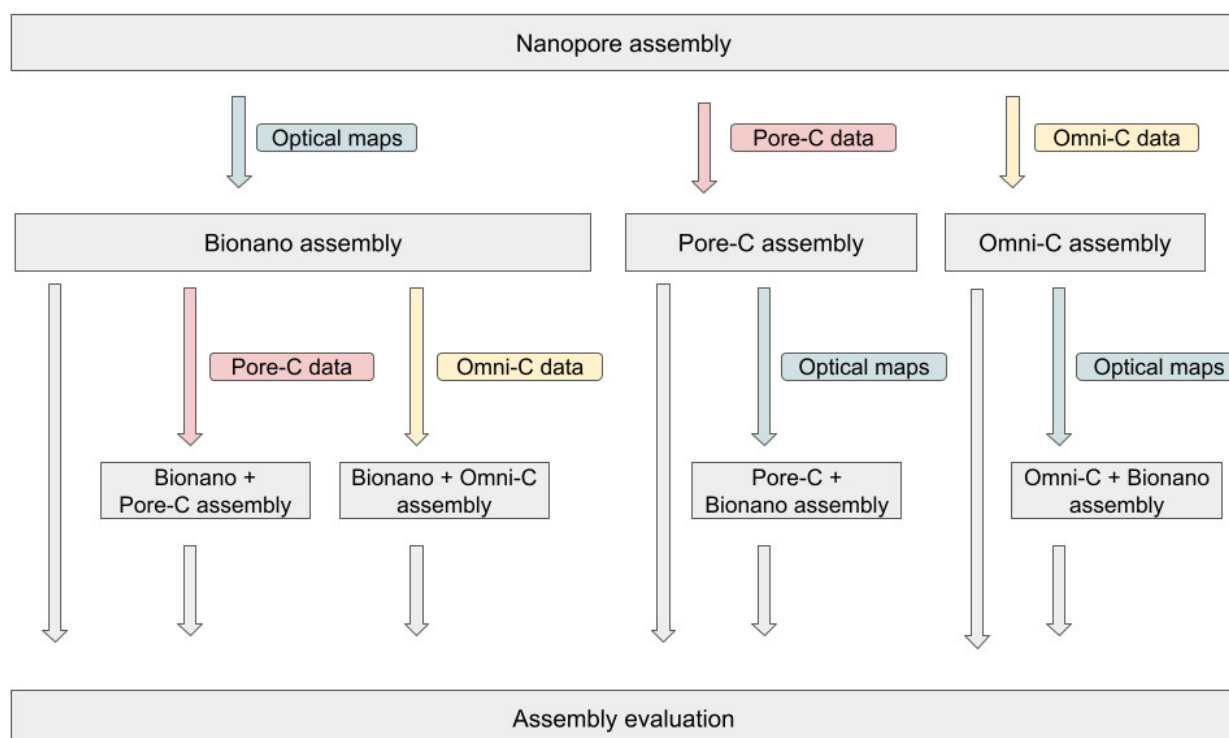 Nanopore assembly
Optical maps
Pore-C data
Omni-C data
Bionano assembly
Pore-C assembly
Omni-C assembly
Pore-C data
Omni-C data
Optical maps
Optical maps
Bionano +
Pore-C assembly
Bionano + Omni-C
assembly
Pore-C +
Bionano assembly
Omni-C + Bionano
assembly
Assembly evaluation